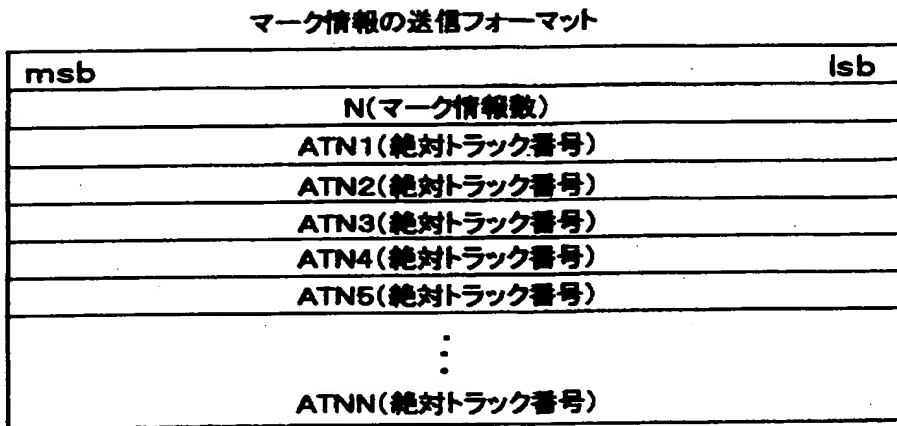 マーク情報の送信フォーマット
msb lsb
N(マーク情報数)
ATN1(絶対トラック番号)
ATN2(絶対トラック番号)
ATN3(絶対トラック番号)
ATN4(絶対トラック番号)
ATN5(絶対トラック番号)
⋮
ATNN(絶対トラック番号)